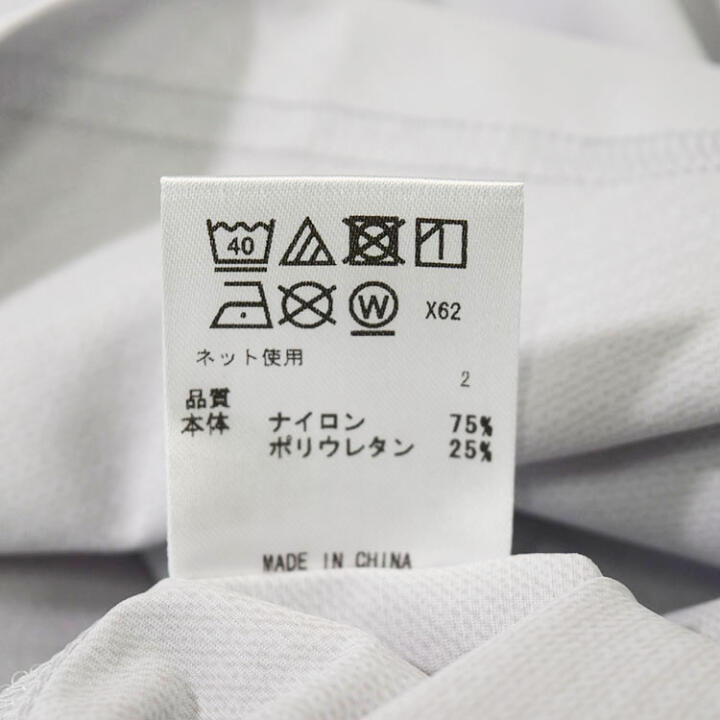 40
W X62
ネット使用
2
品質
本体 ナイロン 75%
ポリウレタン 25%
MADE IN CHINA